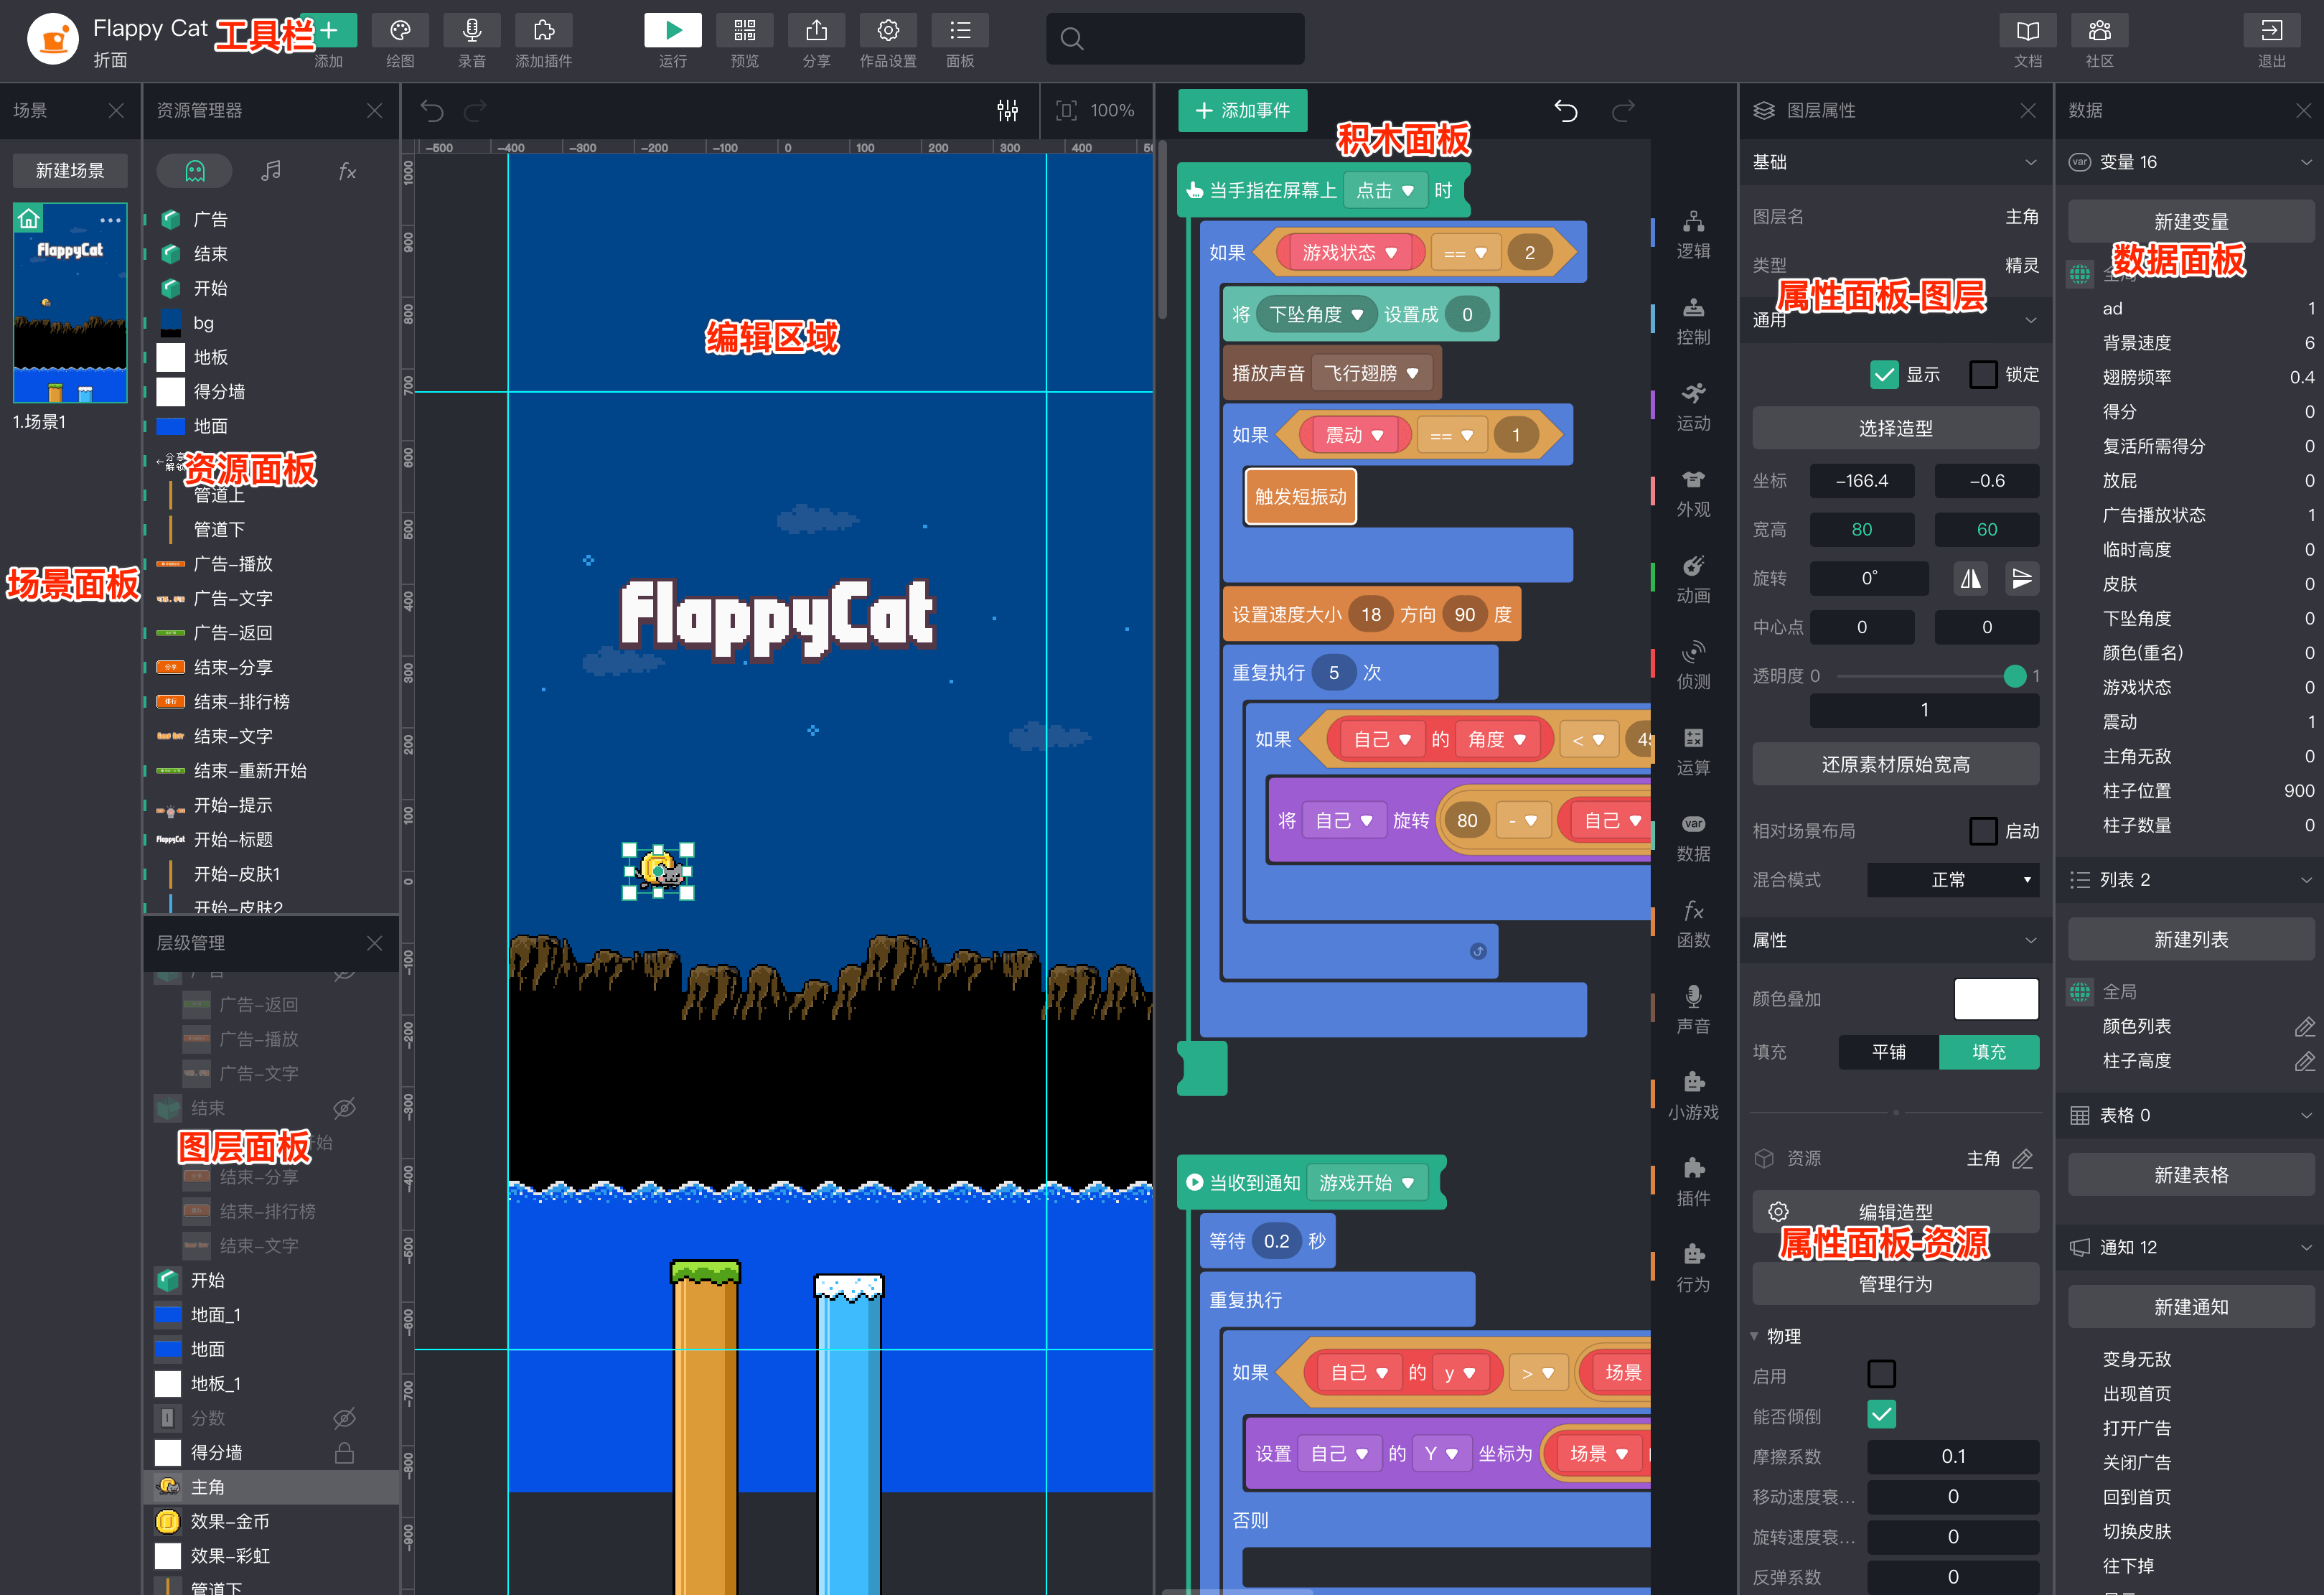 Flappy Cat
折面
工具栏
添加
绘图
录音
添加插件
运行
预览
分享
作品设置
面板
文档
社区
退出
场景
新建场景
FlappyCat
1.场景1
场景面板
资源管理器
fx
广告
结束
开始
bg
地板
得分墙
地面
资源面板
管道上
管道下
广告-播放
广告-文字
广告-返回
结束-分享
结束-排行榜
结束-文字
结束-重新开始
开始-提示
开始-标题
开始-皮肤1
开始-皮肤2
层级管理
广告
广告-返回
广告-播放
广告-文字
结束
图层面板
结束-分享
结束-排行榜
结束-文字
开始
地面_1
地面
地板_1
分数
得分墙
主角
效果-金币
效果-彩虹
管道下
100%
-500 -400 -300 -200 -100 0 100 200 300 400
1000
900
800
700
600
500
400
300
200
100
0
-100
-200
-300
-400
-500
-600
-700
-800
-900
编辑区域
FlappyCat
添加事件
积木面板
当手指在屏幕上 点击 时
如果 游戏状态 == 2
将 下坠角度 设置成 0
播放声音 飞行翅膀
如果 震动 == 1
触发短振动
设置速度大小 18 方向 90 度
重复执行 5 次
如果 自己 的 角度 < 45
将 自己 旋转 80 - 自己
当收到通知 游戏开始
等待 0.2 秒
重复执行
如果 自己 的 y > 场景
设置 自己 的 Y 坐标为 场景
否则
逻辑
控制
运动
外观
动画
侦测
运算
var
数据
fx
函数
声音
小游戏
插件
行为
图层属性
基础
图层名 主角
类型 精灵
属性面板-图层
通用
显示 锁定
选择造型
坐标 -166.4 -0.6
宽高 80 60
旋转 0°
中心点 0 0
透明度 0 1
1
还原素材原始宽高
相对场景布局 启动
混合模式 正常
属性
颜色叠加
填充 平铺 填充
资源 主角
编辑造型
属性面板-资源
管理行为
物理
启用
能否倾倒
摩擦系数 0.1
移动速度衰... 0
旋转速度衰... 0
反弹系数 0
数据
var 变量 16
新建变量
数据面板
全局
ad 1
背景速度 6
翅膀频率 0.4
得分 0
复活所需得分 0
放屁 0
广告播放状态 1
临时高度 0
皮肤 0
下坠角度 0
颜色(重名) 0
游戏状态 0
震动 1
主角无敌 0
柱子位置 900
柱子数量 0
列表 2
新建列表
全局
颜色列表
柱子高度
表格 0
新建表格
通知 12
新建通知
变身无敌
出现首页
打开广告
关闭广告
回到首页
切换皮肤
往下掉